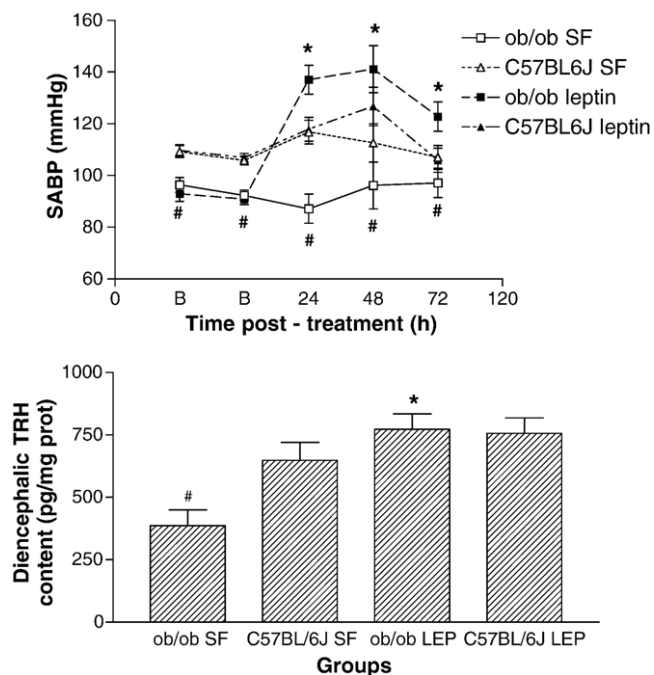 160
140
120
100
80
60
SABP (mmHg)
* * *
# # # # #
0 B B 24 48 72 120
Time post - treatment (h)
ob/ob SF
C57BL6J SF
ob/ob leptin
C57BL6J leptin
1000
750
500
250
0
Diencephalic TRH
content (pg/mg prot)
# *
ob/ob SF C57BL/6J SF ob/ob LEP C57BL/6J LEP
Groups